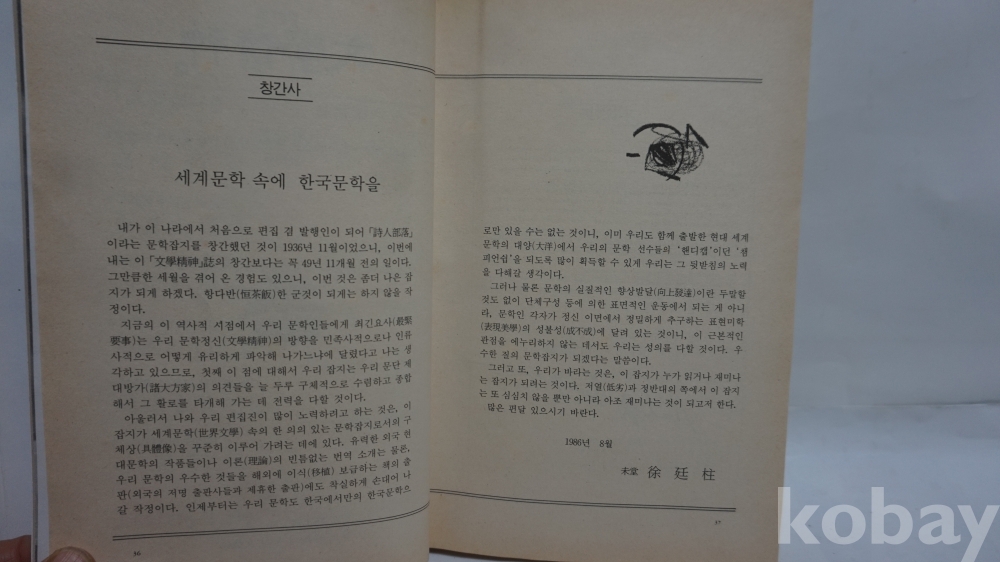 창간사
세계문학 속에 한국문학을
내가 이 나라에서 처음으로 편집 겸 발행인이 되어 「詩人部落」
이라는 문학잡지를 창간했던 것이 1936년 11월이었으니, 이번에
내는 이 「文學精神」誌의 창간보다는 꼭 49년 11개월 전의 일이다.
그만큼한 세월을 겪어 온 경험도 있으니, 이번 것은 좀더 나은 잡
지가 되게 하겠다. 항다반(恒茶飯)한 군것이 되게는 하지 않을 작
정이다.
지금의 이 역사적 시점에서 우리 문학인들에게 최긴요사(最緊
要事)는 우리 문학정신(文學精神)의 방향을 민족사적으로나 인류
사적으로 어떻게 유리하게 파악해 나가느냐에 달렸다고 나는 생
각하고 있으므로, 첫째 이 점에 대해서 우리 잡지는 우리 문단 제
대방가(諸大方家)의 의견들을 늘 두루 구체적으로 수렴하고 종합
해서 그 활로를 타개해 가는 데 전력을 다할 것이다.
아울러서 나와 우리 편집진이 많이 노력하려고 하는 것은, 이
잡지가 세계문학(世界文學) 속의 한 의의 있는 문학잡지로서의 구
체상(具體像)을 꾸준히 이루어 가려는 데에 있다. 유력한 외국 현
대문학의 작품들이나 이론(理論)의 빈틈없는 번역 소개는 물론,
우리 문학의 우수한 것들을 해외에 이식(移植) 보급하는 책의 출
판(외국의 저명 출판사들과 제휴한 출판)에도 착실하게 손대어 나
갈 작정이다. 인제부터는 우리 문학도 한국에서만의 한국문학으
36
로만 있을 수는 없는 것이니, 이미 우리도 함께 출발한 현대 세계
문학의 대양(大洋)에서 우리의 문학 선수들의 '핸디캡'이던 '챔
피언쉽'을 되도록 많이 획득할 수 있게 우리는 그 뒷받침의 노력
을 다해갈 생각이다.
그러나 물론 문학의 실질적인 향상발달(向上發達)이란 두말할
것도 없이 단체구성 등에 의한 표면적인 운동에서 되는 게 아니
라, 문인 각자가 정신 이면에서 정밀하게 추구하는 표현미학
(表現美學)의 성불성(成不成)에 달려 있는 것이니, 이 근본적인
관점을 에누리하지 않는 데서도 우리는 성의를 다할 것이다. 우
수한 질의 문학잡지가 되겠다는 말씀이다.
그리고 또, 우리가 바라는 것은, 이 잡지가 누가 읽거나 재미나
는 잡지가 되려는 것이다. 저열(低劣)과 정반대의 쪽에서 이 잡지
는 또 심심치 않을 뿐만 아니라 아조 재미나는 것이 되고저 한다.
많은 편달 있으시기 바란다.
1986년 8월
未堂 徐廷柱
37
kobay